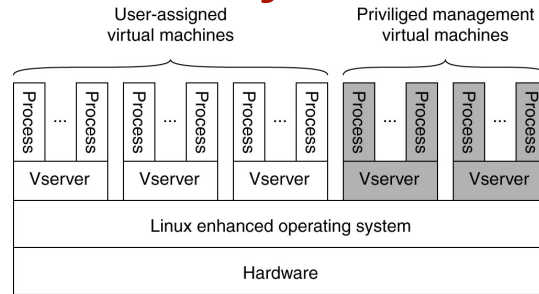 User-assigned
virtual machines
Priviliged management
virtual machines
Process ... Process Process ... Process Process ... Process Process ... Process Process ... Process
Vserver Vserver Vserver Vserver Vserver
Linux enhanced operating system
Hardware